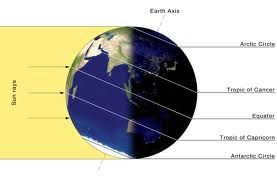 Earth Axis
Arctic Circle
Sun rays
Tropic of Cancer
Equator
Tropic of Capricorn
Antarctic Circle